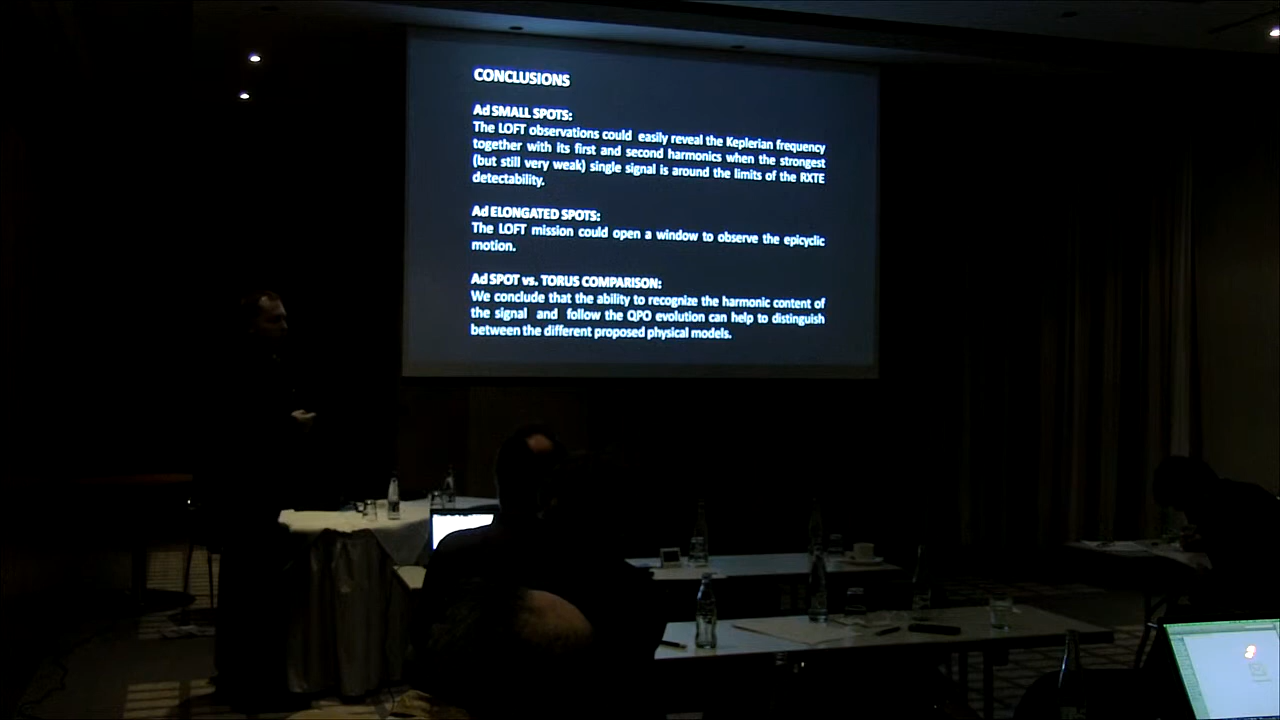 CONCLUSIONS
Ad SMALL SPOTS:
The LOFT observations could easily reveal the Keplerian frequency
together with its first and second harmonics when the strongest
(but still very weak) single signal is around the limits of the RXTE
detectability.
Ad ELONGATED SPOTS:
The LOFT mission could open a window to observe the epicyclic
motion.
Ad SPOT vs. TORUS COMPARISON:
We conclude that the ability to recognize the harmonic content of
the signal and follow the QPO evolution can help to distinguish
between the different proposed physical models.